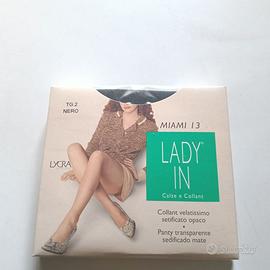 TG.2
NERO
MIAMI 13
LYCRA
LADY
IN
Calze e Collant
Collant velatissimo
setificato opaco
•
Panty transparente
sedificado mate